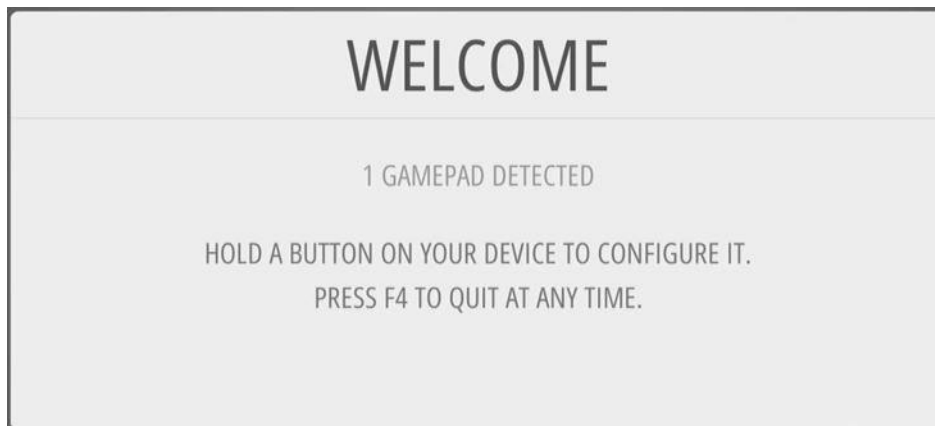 WELCOME
1 GAMEPAD DETECTED
HOLD A BUTTON ON YOUR DEVICE TO CONFIGURE IT.
PRESS F4 TO QUIT AT ANY TIME.